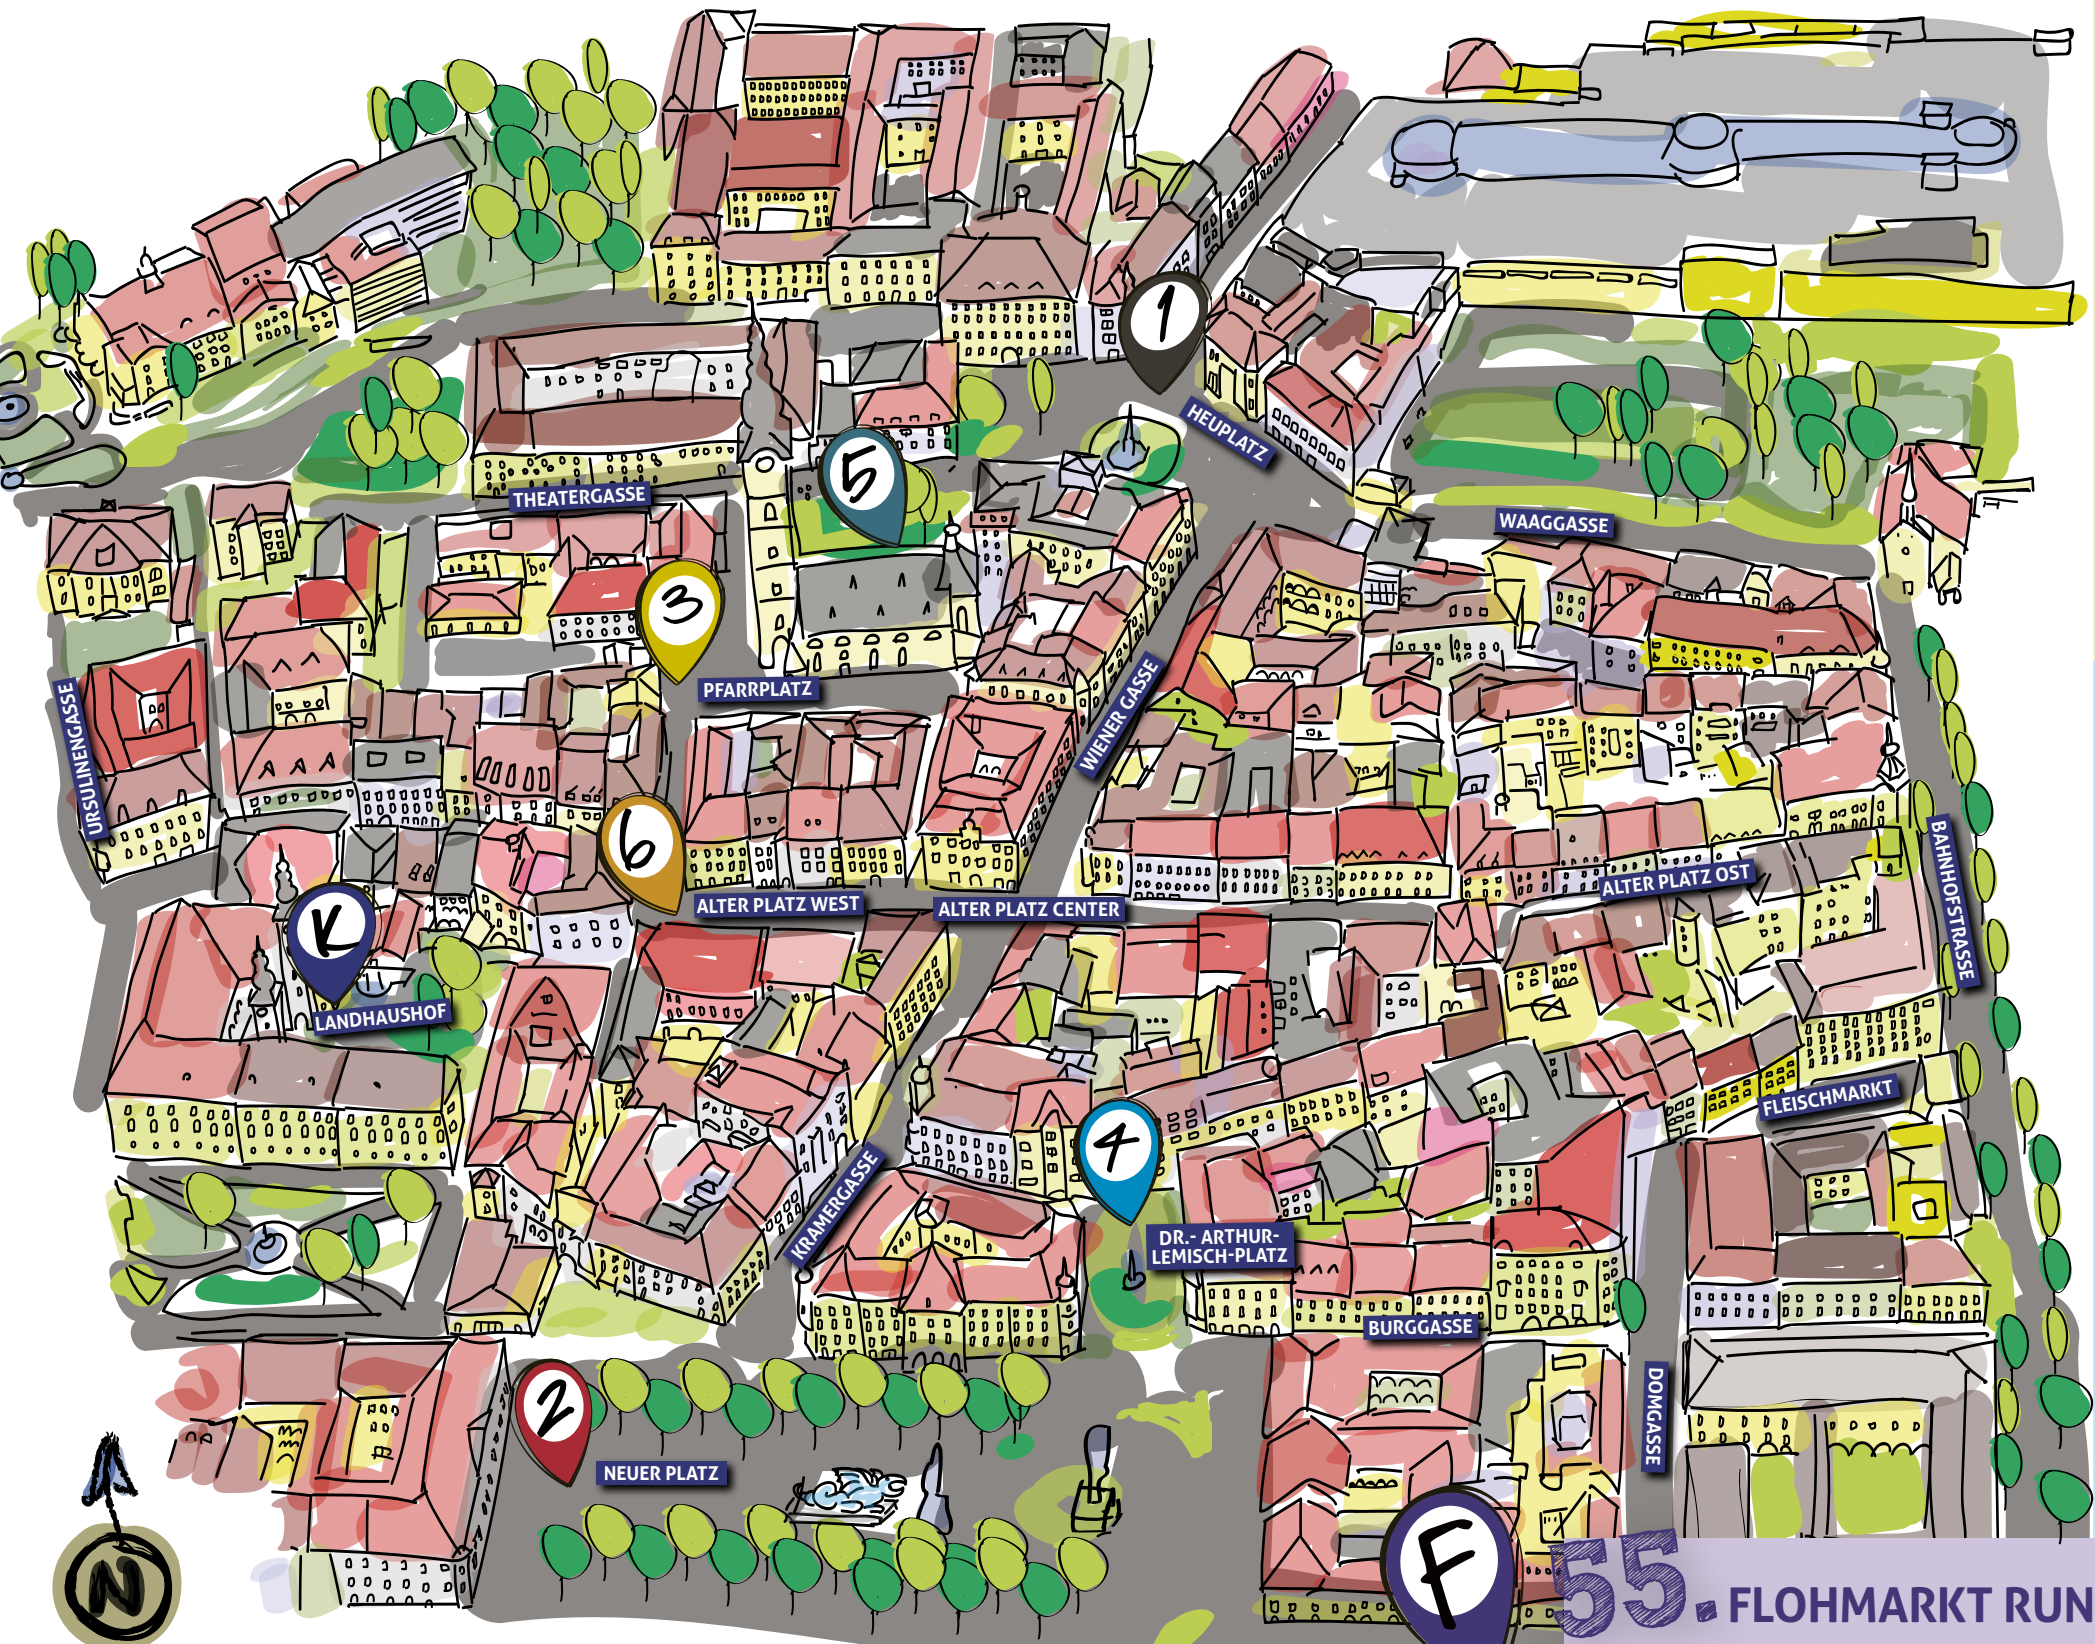 1
HEUPLATZ
5
THEATERGASSE
WAAGGASSE
3
PFARRPLATZ
WIENER GASSE
URSULINENGASSE
6
ALTER PLATZ WEST
ALTER PLATZ CENTER
ALTER PLATZ OST
BAHNHOFSTRASSE
K
LANDHAUSHOF
FLEISCHMARKT
4
KRAMERGASSE
DR.- ARTHUR-
LEMISCH-PLATZ
BURGGASSE
2
NEUER PLATZ
DOMGASSE
N
F
55. FLOHMARKT RUN